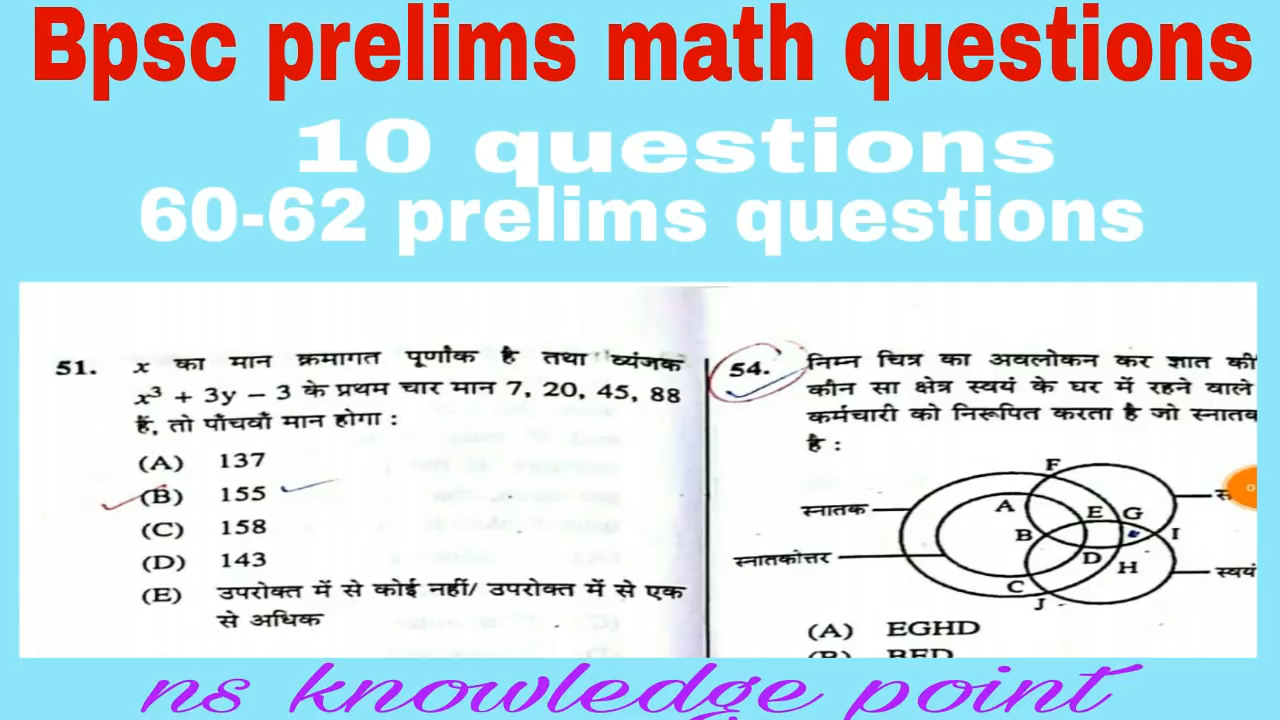 Bpsc prelims math questions
10 questions
60-62 prelims questions
51. x का मान क्रमागत पूर्णांक है तथा व्यंजक
x³ + 3y – 3 के प्रथम चार मान 7, 20, 45, 88
हैं, तो पाँचवाँ मान होगा :
(A) 137
(B) 155
(C) 158
(D) 143
(E) उपरोक्त में से कोई नहीं/ उपरोक्त में से एक
से अधिक
54. निम्न चित्र का अवलोकन कर ज्ञात की
कौन सा क्षेत्र स्वयं के घर में रहने वाले
कर्मचारी को निरूपित करता है जो स्नातक
है :
F
स्नातक
A E G
B I
स्नातकोत्तर
D H
स्वयं
C
J
(A) EGHD
ns knowledge point